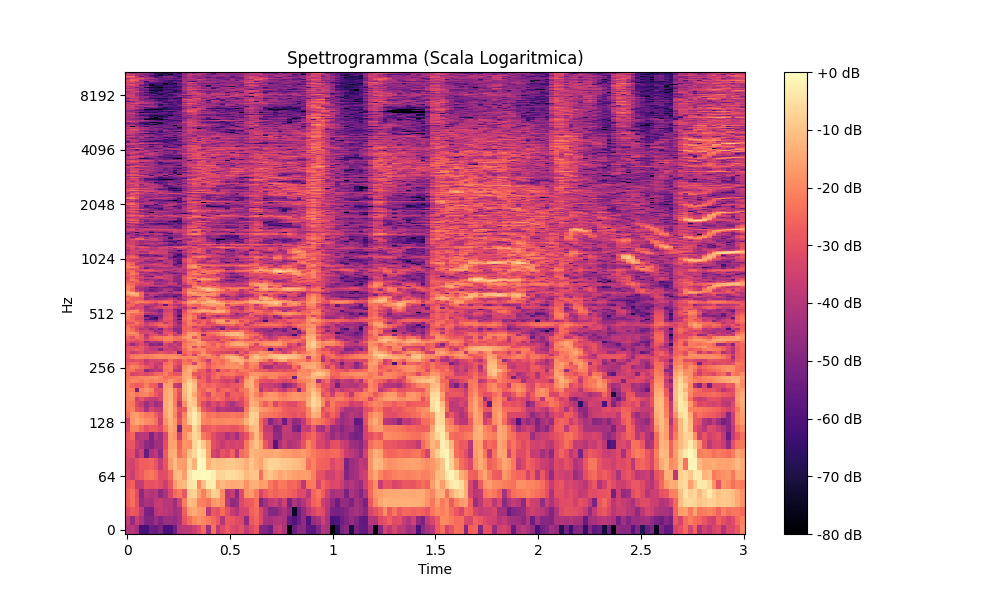 Spettrogramma (Scala Logaritmica)
8192
4096
2048
1024
512
256
128
64
0
Hz
0
0.5
1
1.5
2
2.5
3
Time
+0 dB
-10 dB
-20 dB
-30 dB
-40 dB
-50 dB
-60 dB
-70 dB
-80 dB